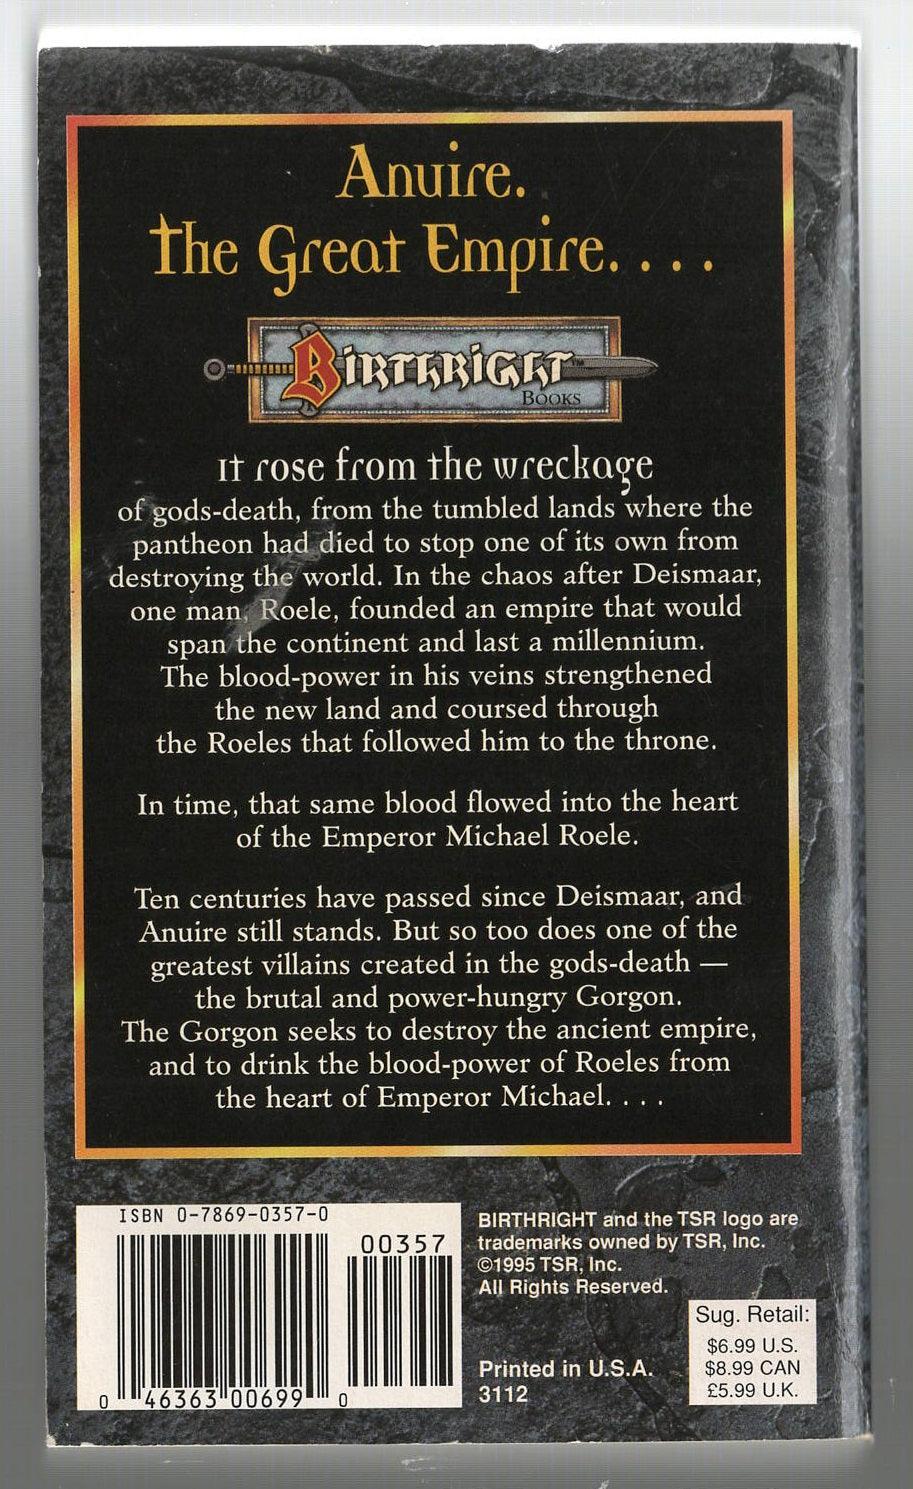 Anuire.
the Great Empire. . . .
BIRTHRIGHT™
BOOKS
it rose from the wreckage
of gods-death, from the tumbled lands where the
pantheon had died to stop one of its own from
destroying the world. In the chaos after Deismaar,
one man, Roele, founded an empire that would
span the continent and last a millennium.
The blood-power in his veins strengthened
the new land and coursed through
the Roeles that followed him to the throne.
In time, that same blood flowed into the heart
of the Emperor Michael Roele.
Ten centuries have passed since Deismaar, and
Anuire still stands. But so too does one of the
greatest villains created in the gods-death —
the brutal and power-hungry Gorgon.
The Gorgon seeks to destroy the ancient empire,
and to drink the blood-power of Roeles from
the heart of Emperor Michael. . . .
ISBN 0-7869-0357-0
00357
0 46363 00699 0
BIRTHRIGHT and the TSR logo are
trademarks owned by TSR, Inc.
©1995 TSR, Inc.
All Rights Reserved.
Printed in U.S.A.
3112
Sug. Retail:
$6.99 U.S.
$8.99 CAN
£5.99 U.K.